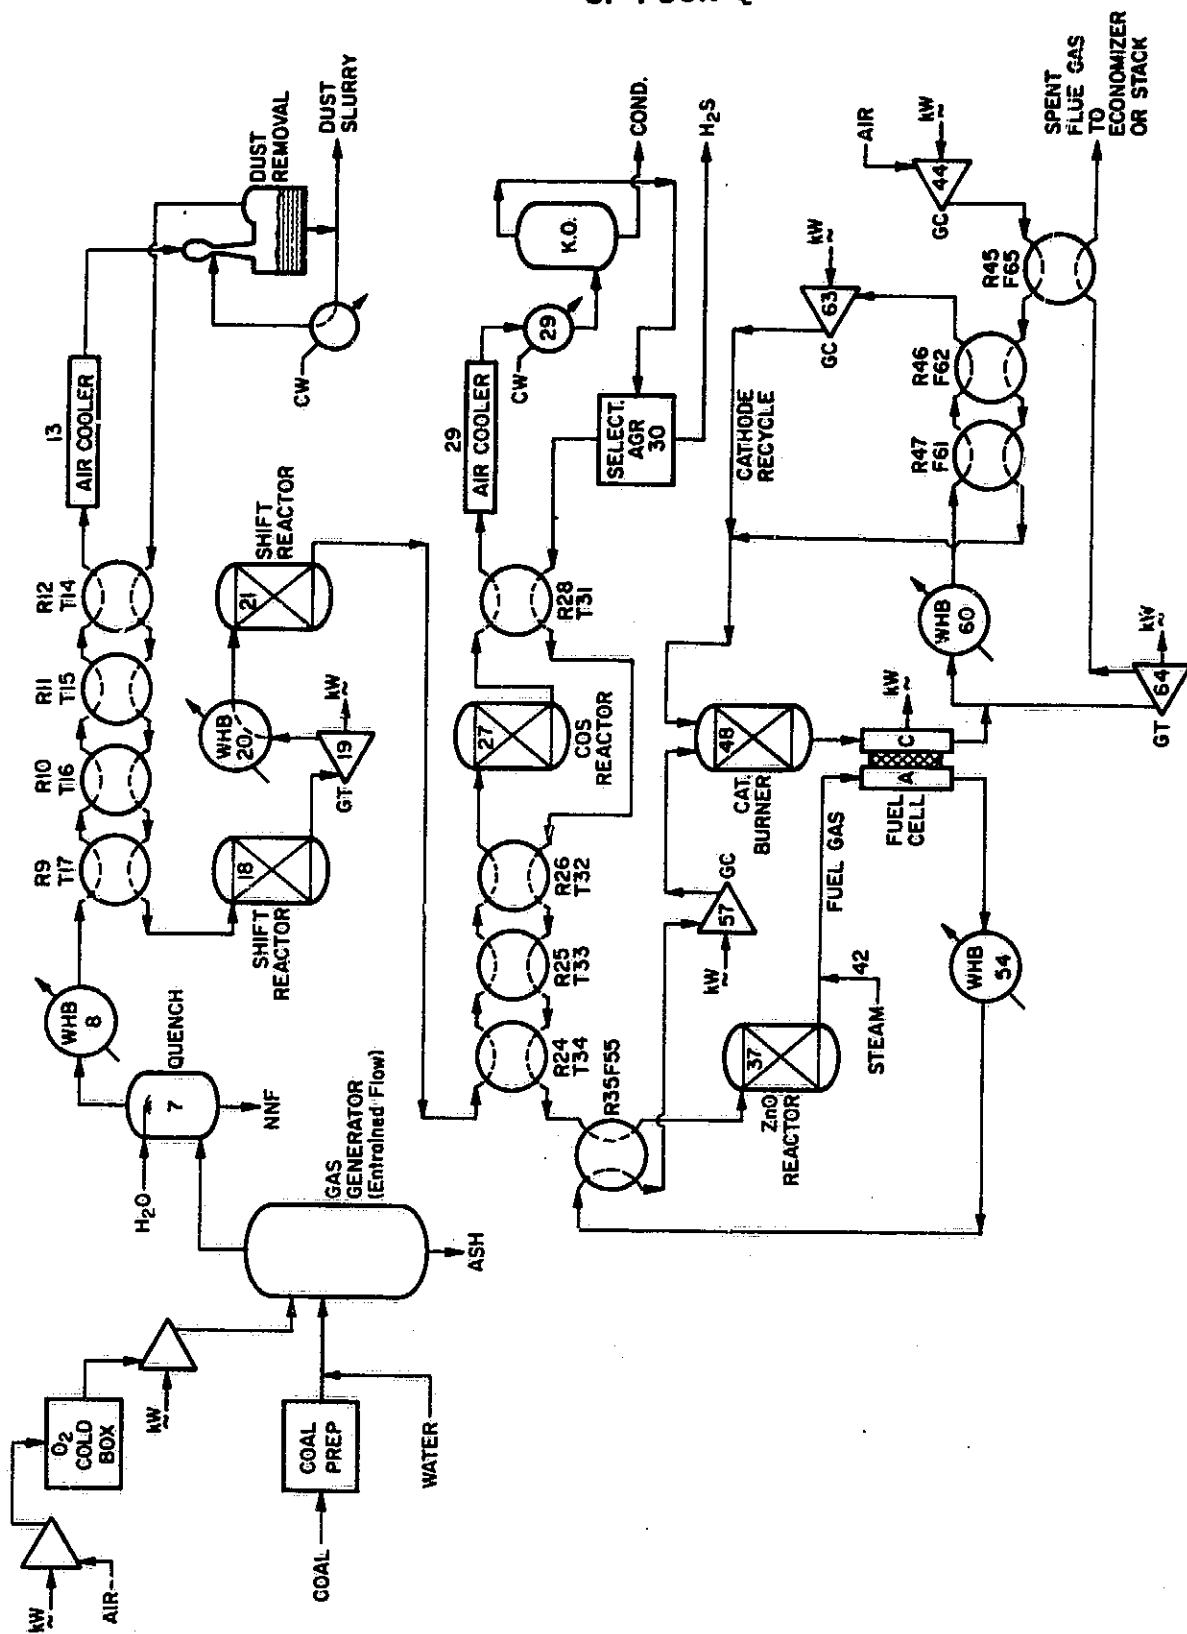 kW
~
AIR
O2
COLD
BOX
kW
~
COAL
COAL
PREP
WATER
GAS
GENERATOR
(Entrained Flow)
ASH
H2O
7
QUENCH
NNF
WHB
8
R9
T17
R10
T16
R11
T15
R12
T14
13
AIR COOLER
DUST
REMOVAL
DUST
SLURRY
CW
SHIFT
REACTOR
18
GT
19
kW
~
WHB
20
21
SHIFT
REACTOR
R24
T34
R25
T33
R26
T32
27
COS
REACTOR
R28
T31
29
AIR COOLER
CW
29
K.O.
COND.
SELECT.
AGR
30
H2S
R35F55
ZnO
REACTOR
37
STEAM
42
FUEL GAS
kW
~
57
GC
48
CAT.
BURNER
FUEL
CELL
A
C
kW
~
WHB
54
WHB
60
CATHODE
RECYCLE
R47
F61
R46
F62
GC
63
kW
~
R45
F65
GC
44
kW
~
AIR
GT
64
kW
~
SPENT
FLUE GAS
TO
ECONOMIZER
OR STACK